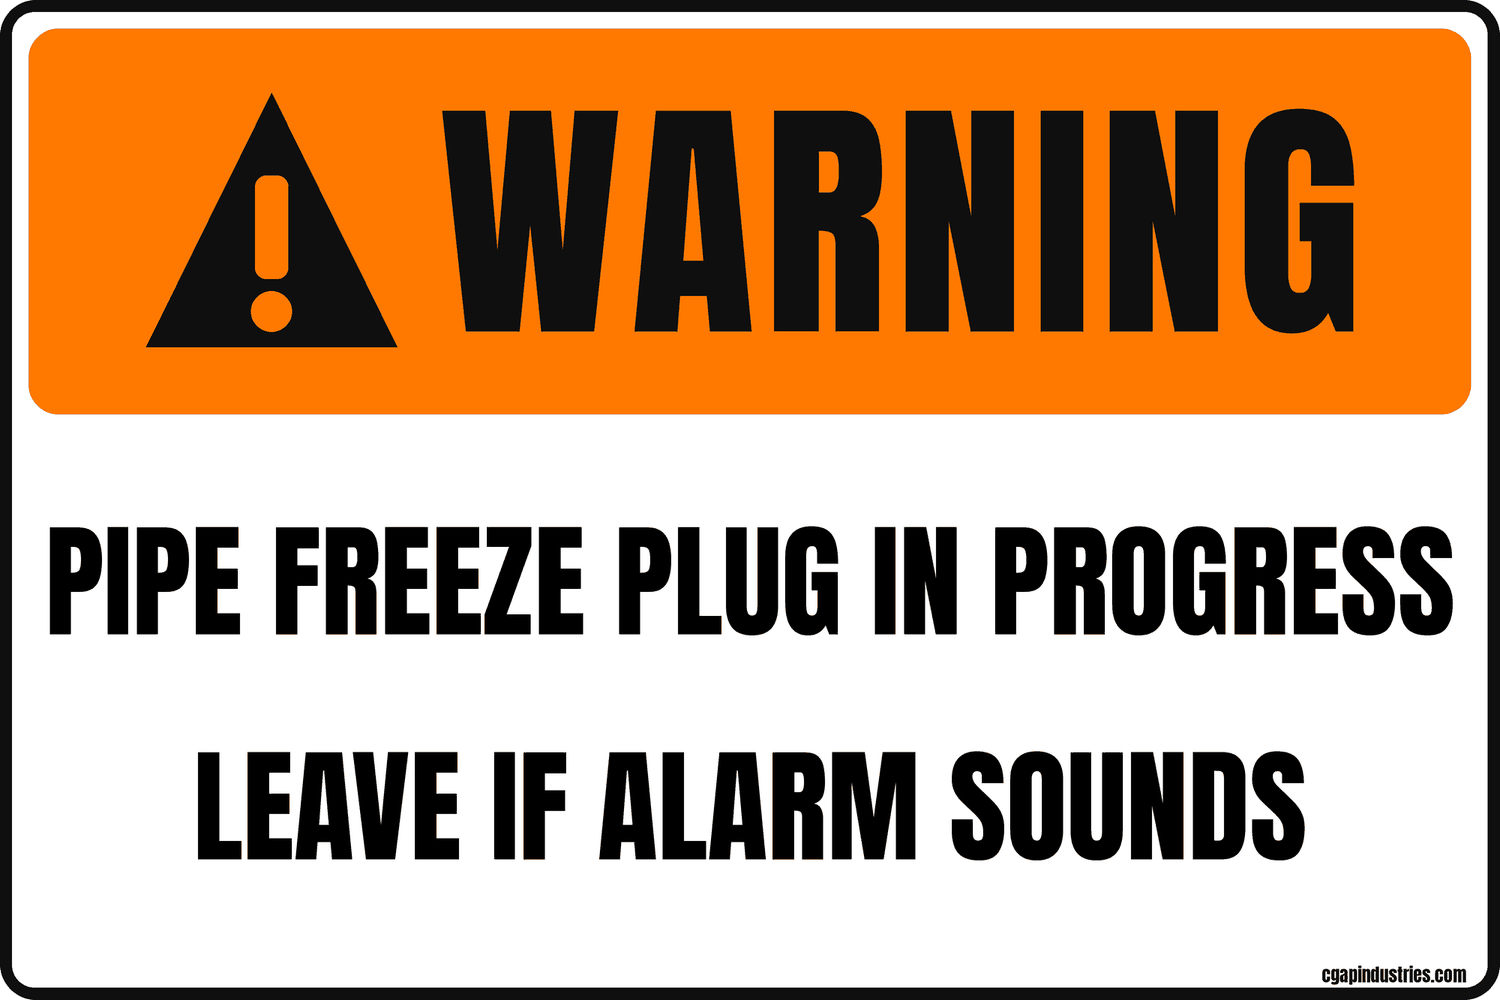 WARNING
PIPE FREEZE PLUG IN PROGRESS
LEAVE IF ALARM SOUNDS
cgapindustries.com